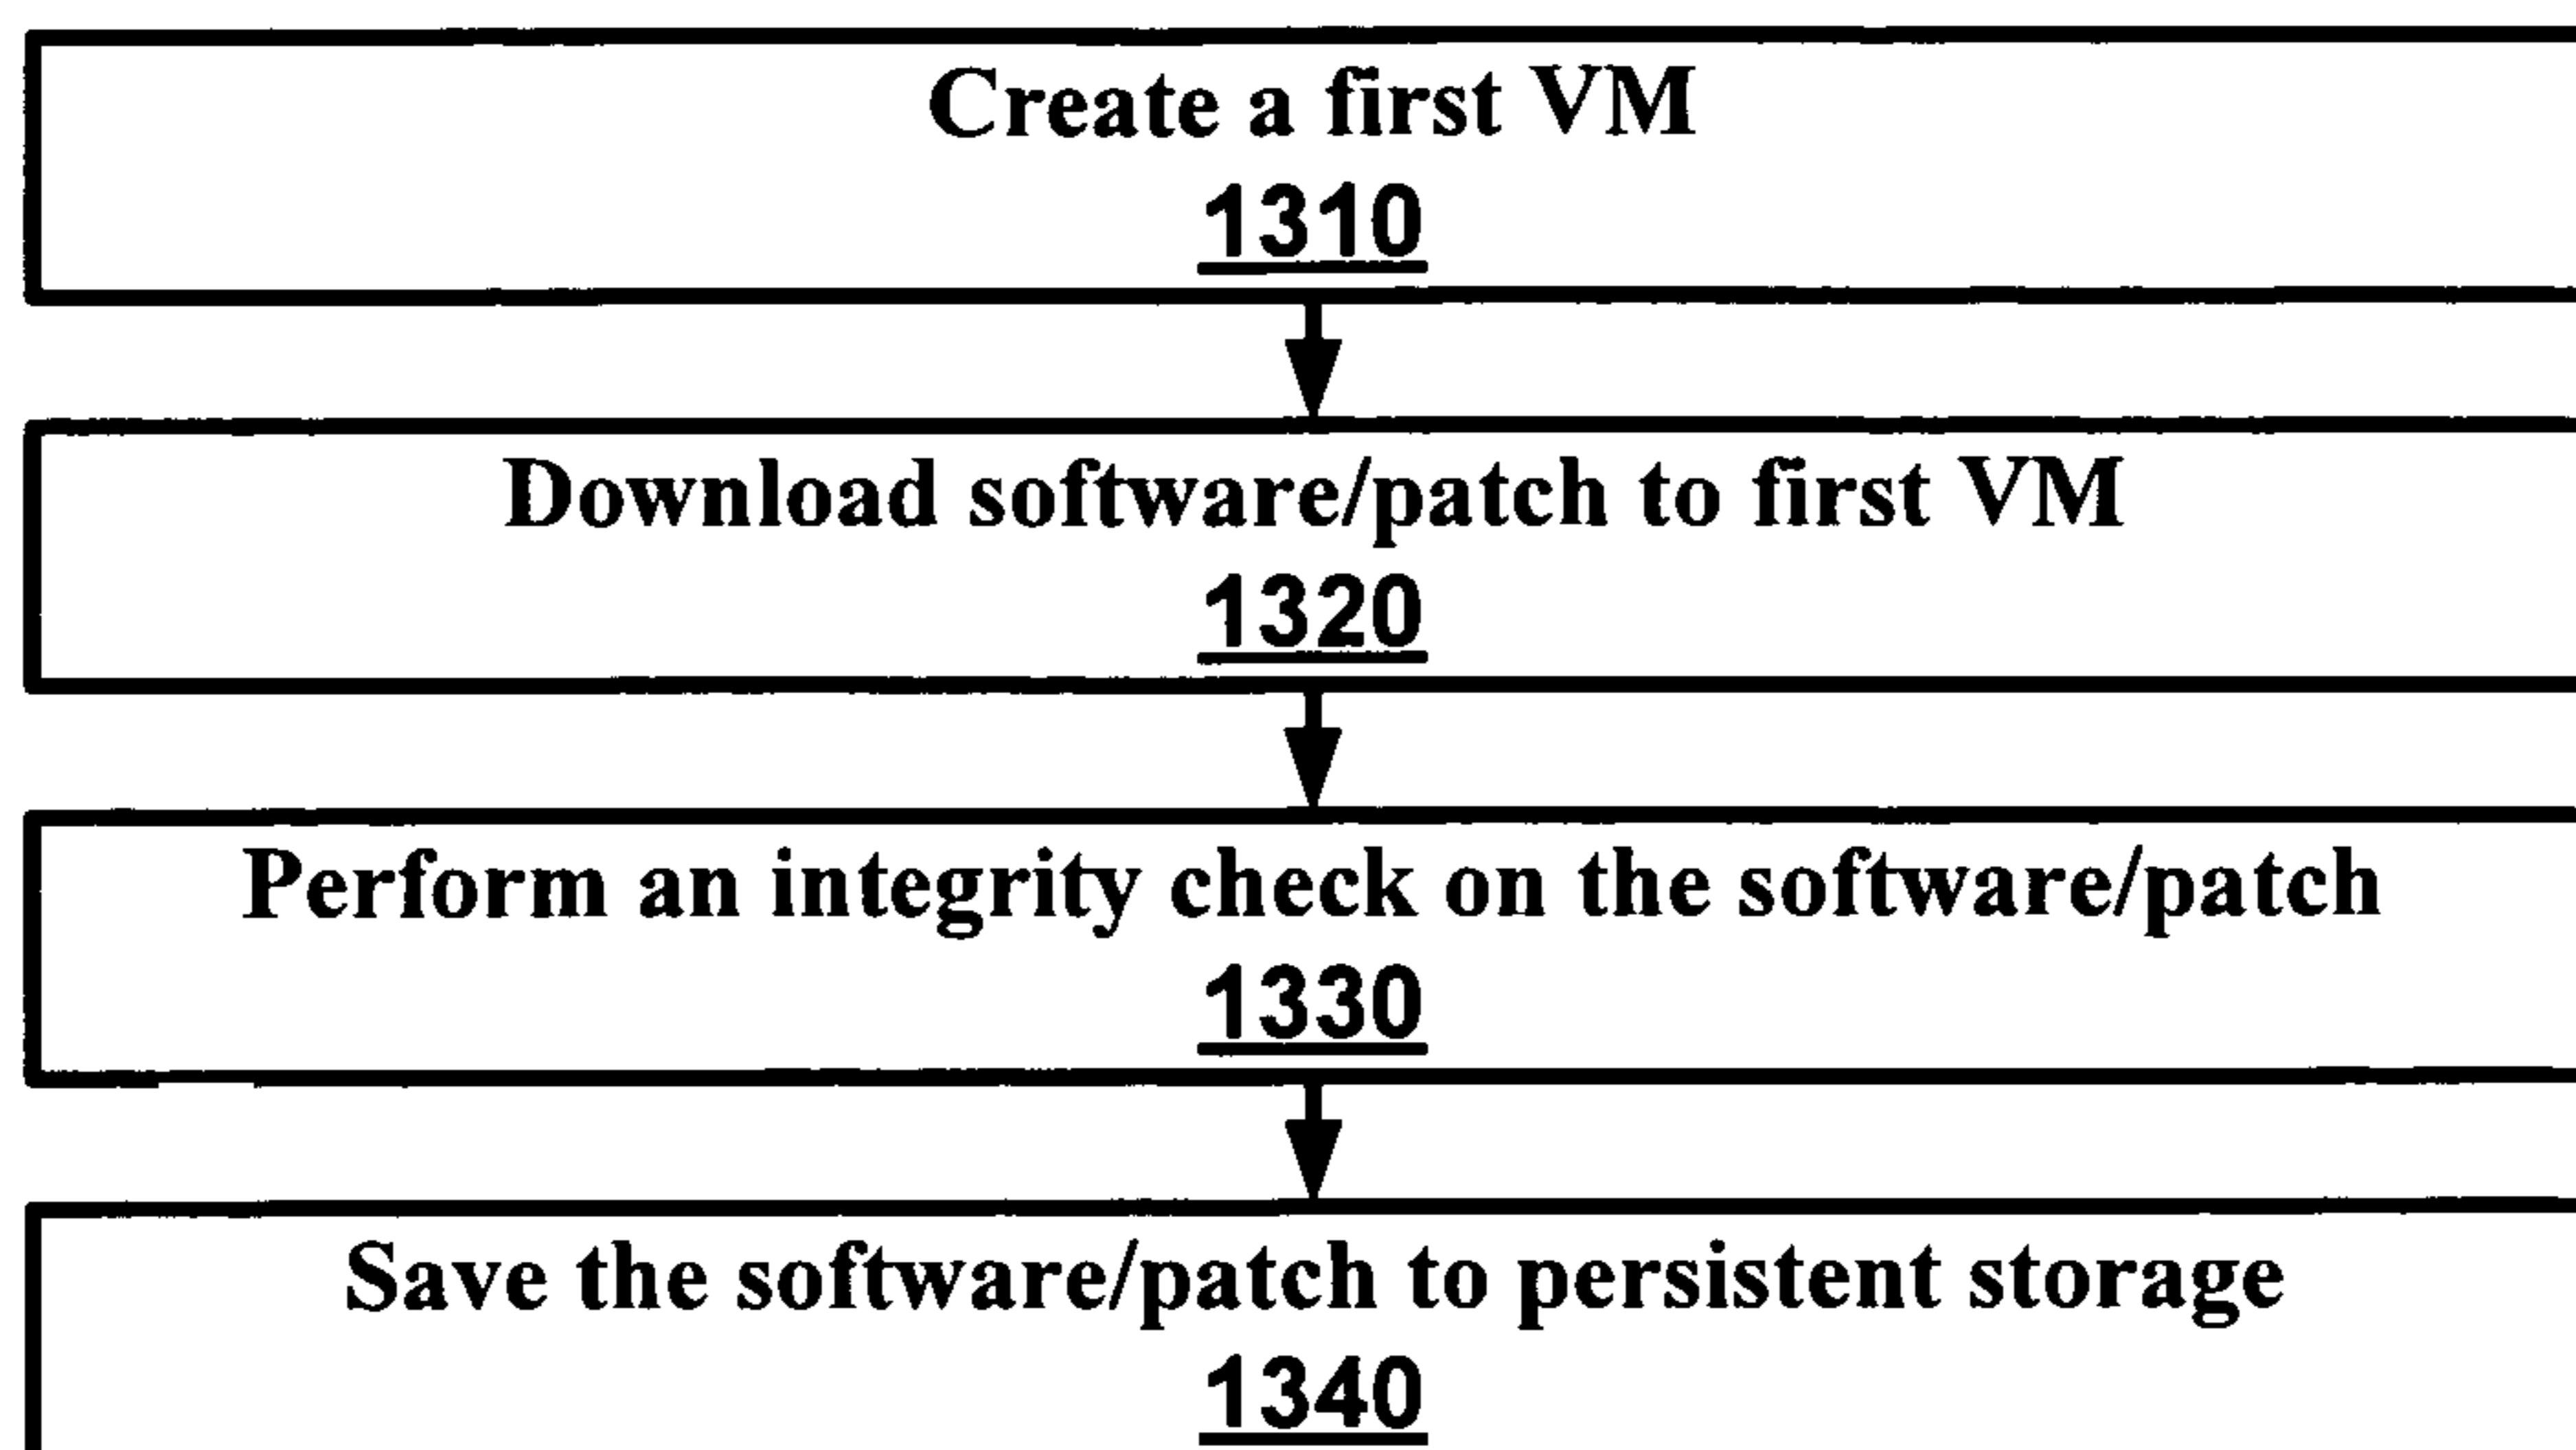 Create a first VM
1310
Download software/patch to first VM
1320
Perform an integrity check on the software/patch
1330
Save the software/patch to persistent storage
1340